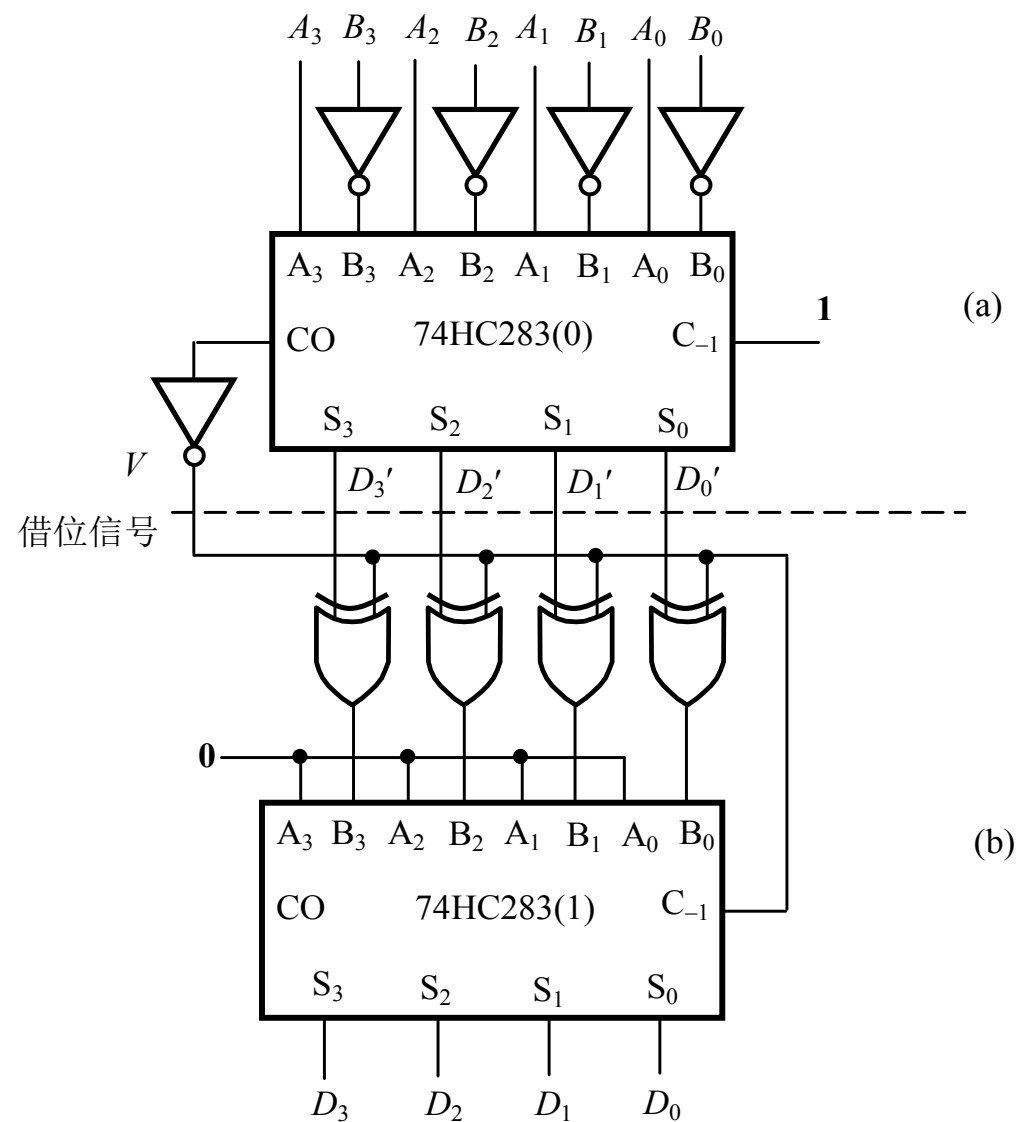 A₃ B₃ A₂ B₂ A₁ B₁ A₀ B₀
A₃ B₃ A₂ B₂ A₁ B₁ A₀ B₀
1
(a)
CO 74HC283(0) C₋₁
S₃ S₂ S₁ S₀
V
D₃′ D₂′ D₁′ D₀′
借位信号
0
A₃ B₃ A₂ B₂ A₁ B₁ A₀ B₀
(b)
CO 74HC283(1) C₋₁
S₃ S₂ S₁ S₀
D₃ D₂ D₁ D₀